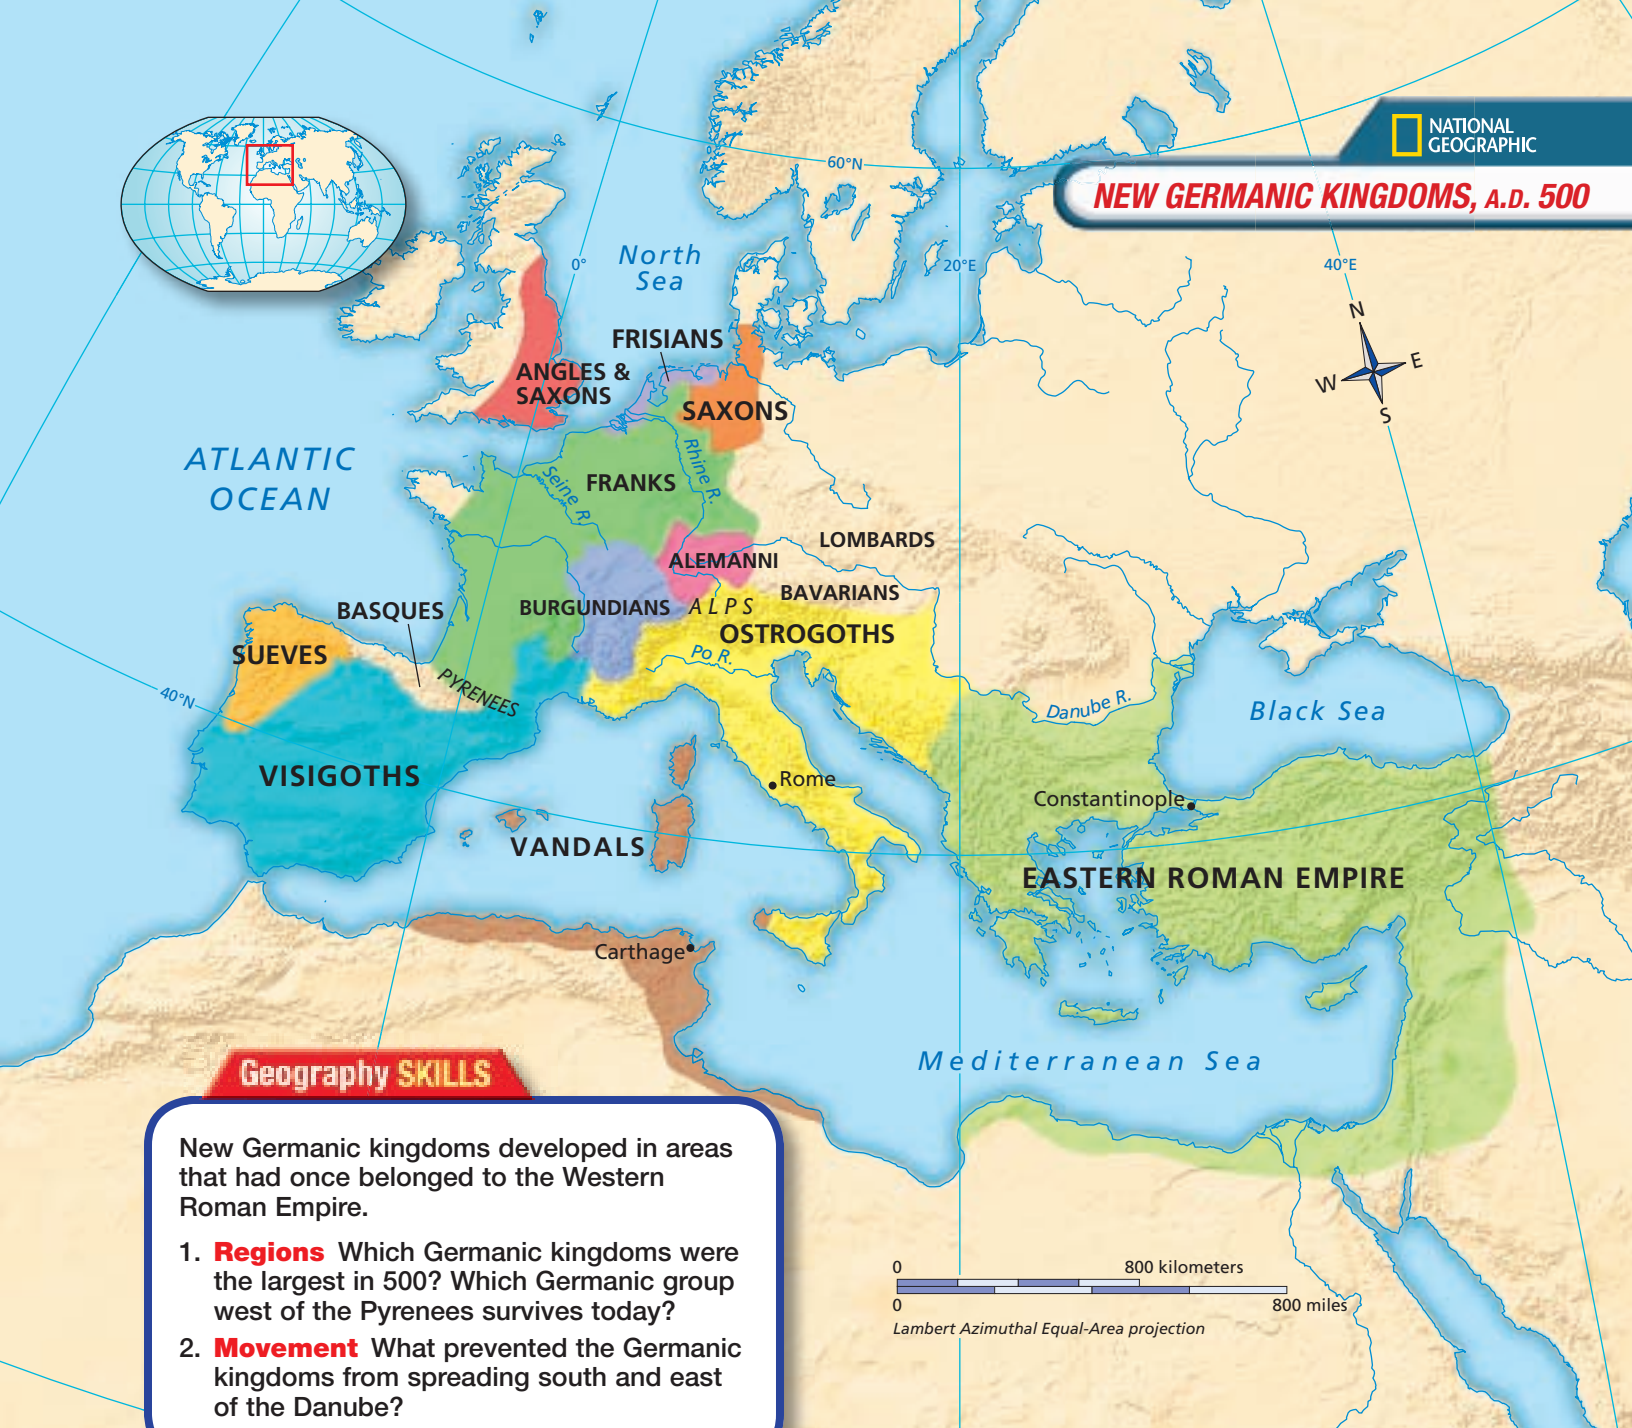 NATIONAL
GEOGRAPHIC
NEW GERMANIC KINGDOMS, A.D. 500
60°N
0°
20°E
40°E
North
Sea
N
E
W
S
FRISIANS
ANGLES &
SAXONS
SAXONS
ATLANTIC
OCEAN
Rhine R.
Seine R.
FRANKS
LOMBARDS
ALEMANNI
BAVARIANS
BASQUES
BURGUNDIANS
ALPS
OSTROGOTHS
SUEVES
Po R.
PYRENEES
40°N
Danube R.
Black Sea
VISIGOTHS
Rome
Constantinople
VANDALS
EASTERN ROMAN EMPIRE
Carthage
Mediterranean Sea
Geography SKILLS
New Germanic kingdoms developed in areas
that had once belonged to the Western
Roman Empire.
1. Regions Which Germanic kingdoms were
the largest in 500? Which Germanic group
west of the Pyrenees survives today?
2. Movement What prevented the Germanic
kingdoms from spreading south and east
of the Danube?
0 800 kilometers
0 800 miles
Lambert Azimuthal Equal-Area projection